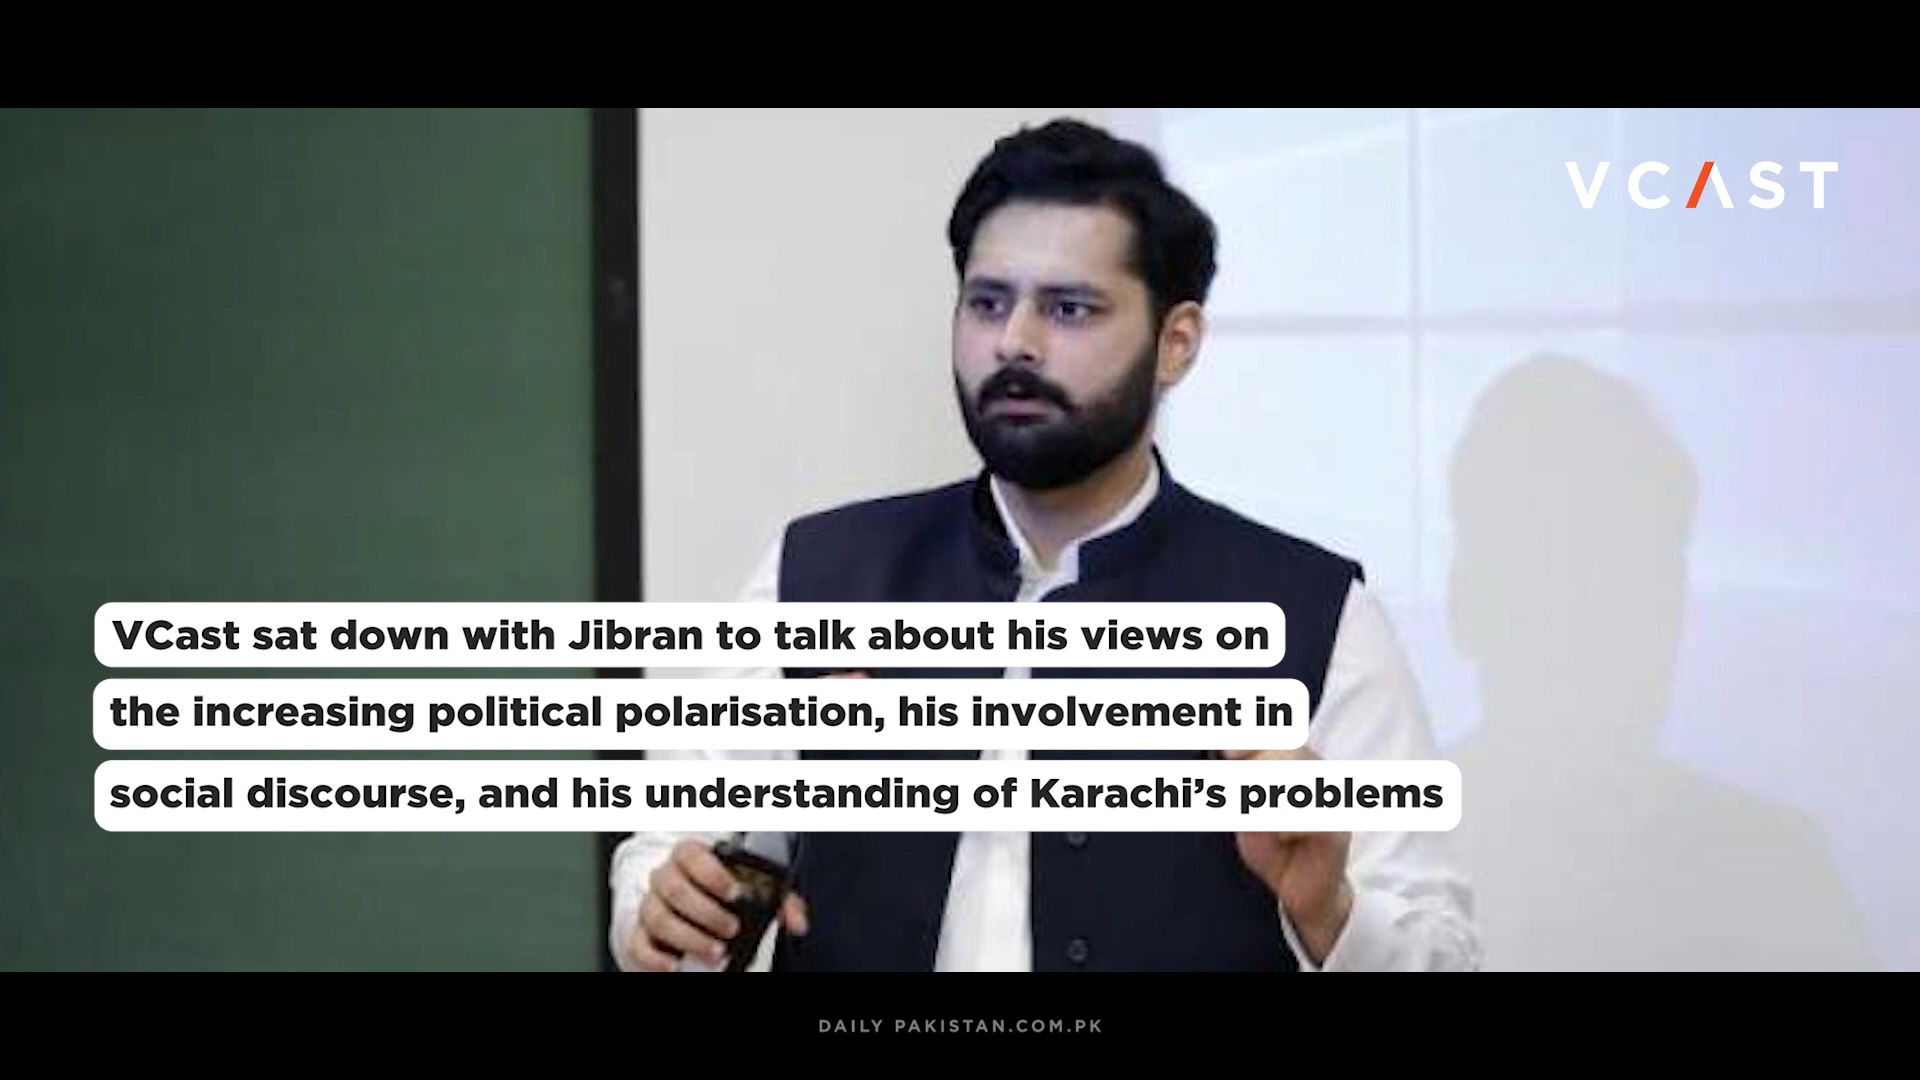 VCAST
VCast sat down with Jibran to talk about his views on
the increasing political polarisation, his involvement in
social discourse, and his understanding of Karachi’s problems
DAILY PAKISTAN.COM.PK